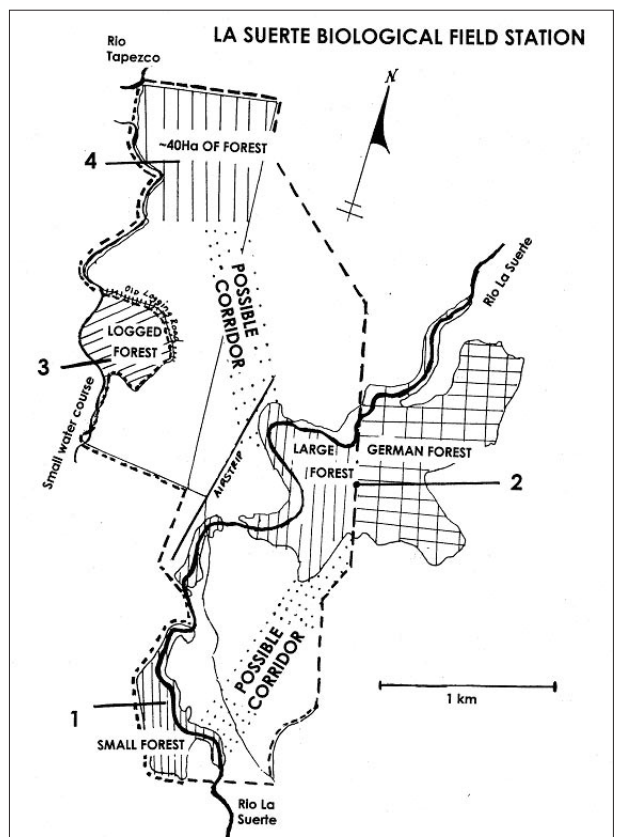 LA SUERTE BIOLOGICAL FIELD STATION
Rio
Tapezco
N
4
~40Ha OF FOREST
POSSIBLE
CORRIDOR
Rio La Suerte
Old Logging Road
LOGGED
FOREST
3
Small water course
AIRSTRIP
LARGE
FOREST
GERMAN FOREST
2
POSSIBLE
CORRIDOR
1 km
1
SMALL FOREST
Rio La
Suerte